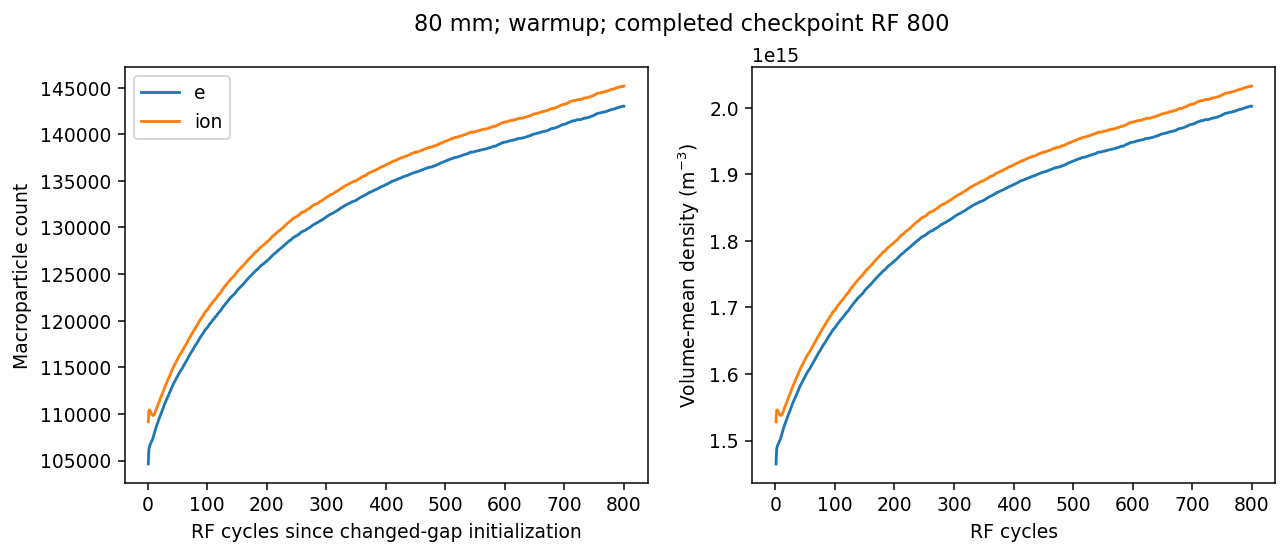 80 mm; warmup; completed checkpoint RF 800
Macroparticle count
145000
140000
135000
130000
125000
120000
115000
110000
105000
e
ion
0 100 200 300 400 500 600 700 800
RF cycles since changed-gap initialization
1e15
Volume-mean density (m⁻³)
2.0
1.9
1.8
1.7
1.6
1.5
0 100 200 300 400 500 600 700 800
RF cycles